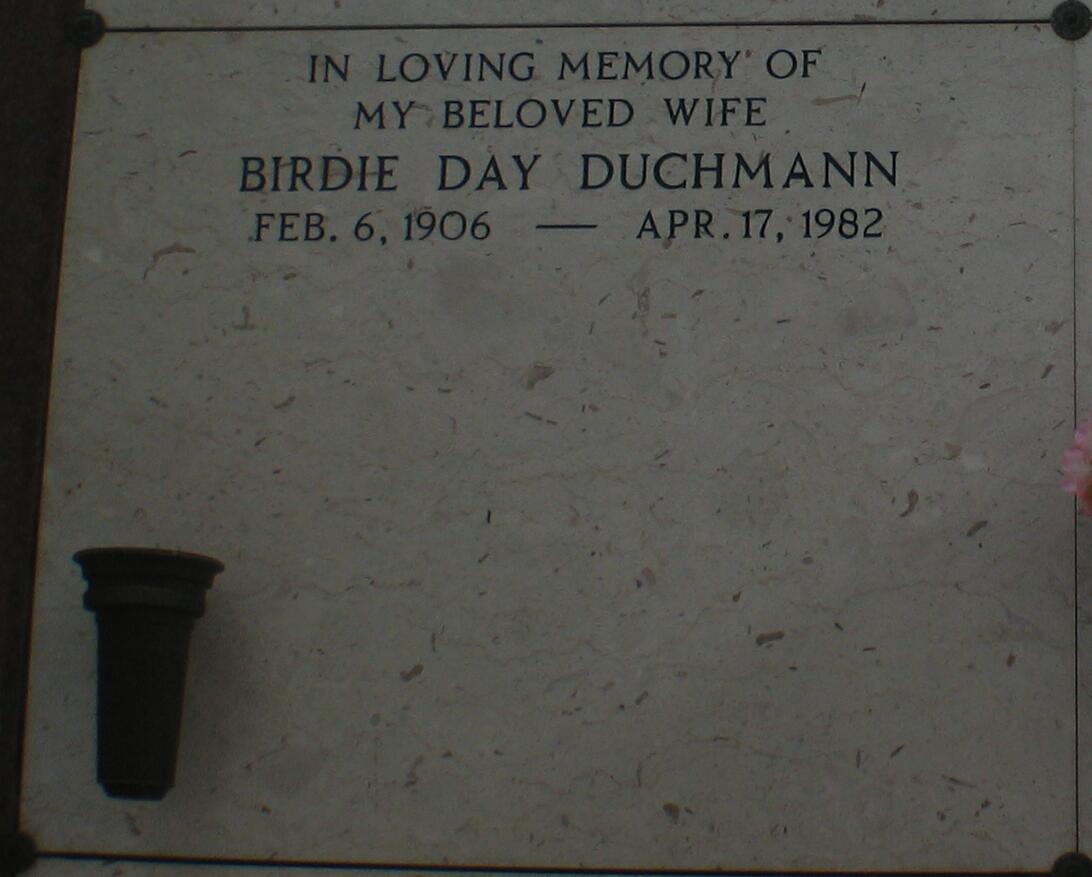 IN LOVING MEMORY OF
MY BELOVED WIFE
BIRDIE DAY DUCHMANN
FEB. 6, 1906 — APR. 17, 1982